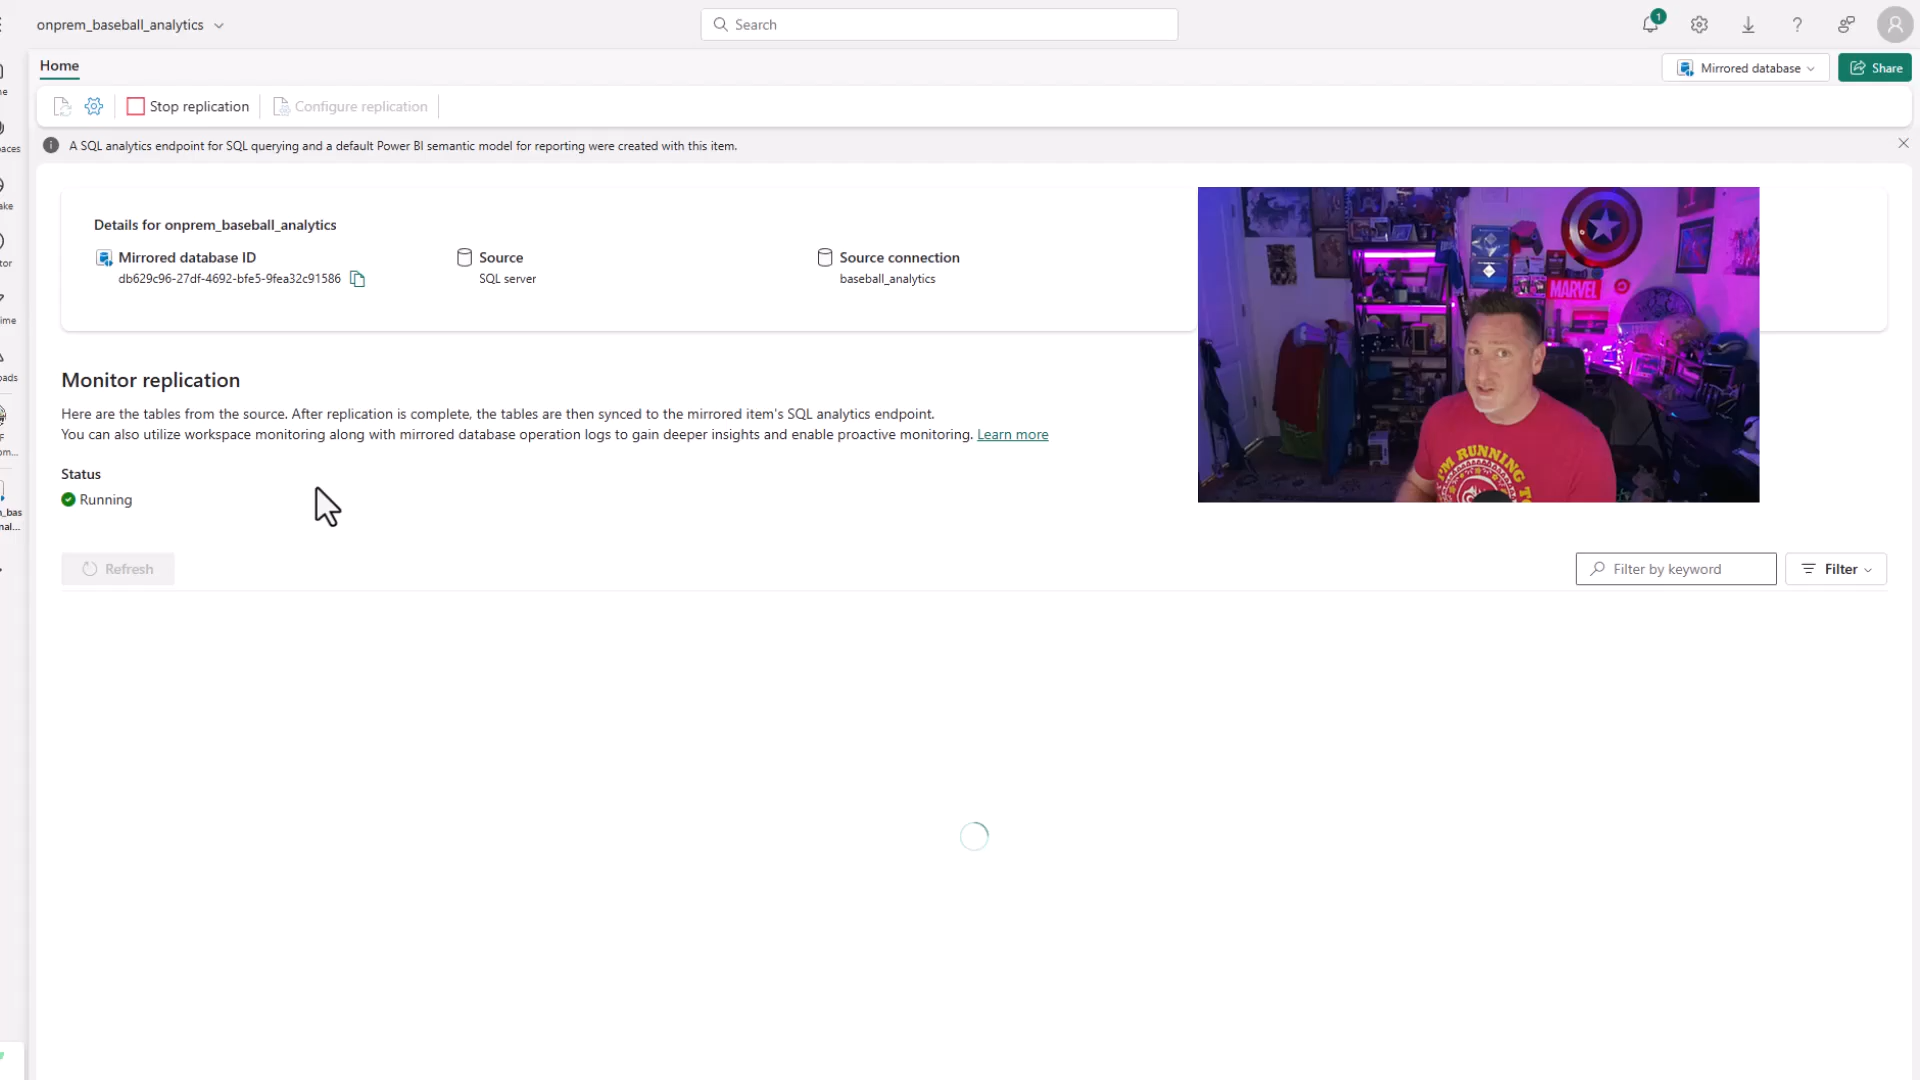 onprem_baseball_analytics
Search
1
Home
Mirrored database
Share
Stop replication
Configure replication
A SQL analytics endpoint for SQL querying and a default Power BI semantic model for reporting were created with this item.
Details for onprem_baseball_analytics
Mirrored database ID
db629c96-27df-4692-bfe5-9fea32c91586
Source
SQL server
Source connection
baseball_analytics
MARVEL
I'M RUNNING TO
Monitor replication
Here are the tables from the source. After replication is complete, the tables are then synced to the mirrored item's SQL analytics endpoint.
You can also utilize workspace monitoring along with mirrored database operation logs to gain deeper insights and enable proactive monitoring. Learn more
Status
Running
Refresh
Filter by keyword
Filter